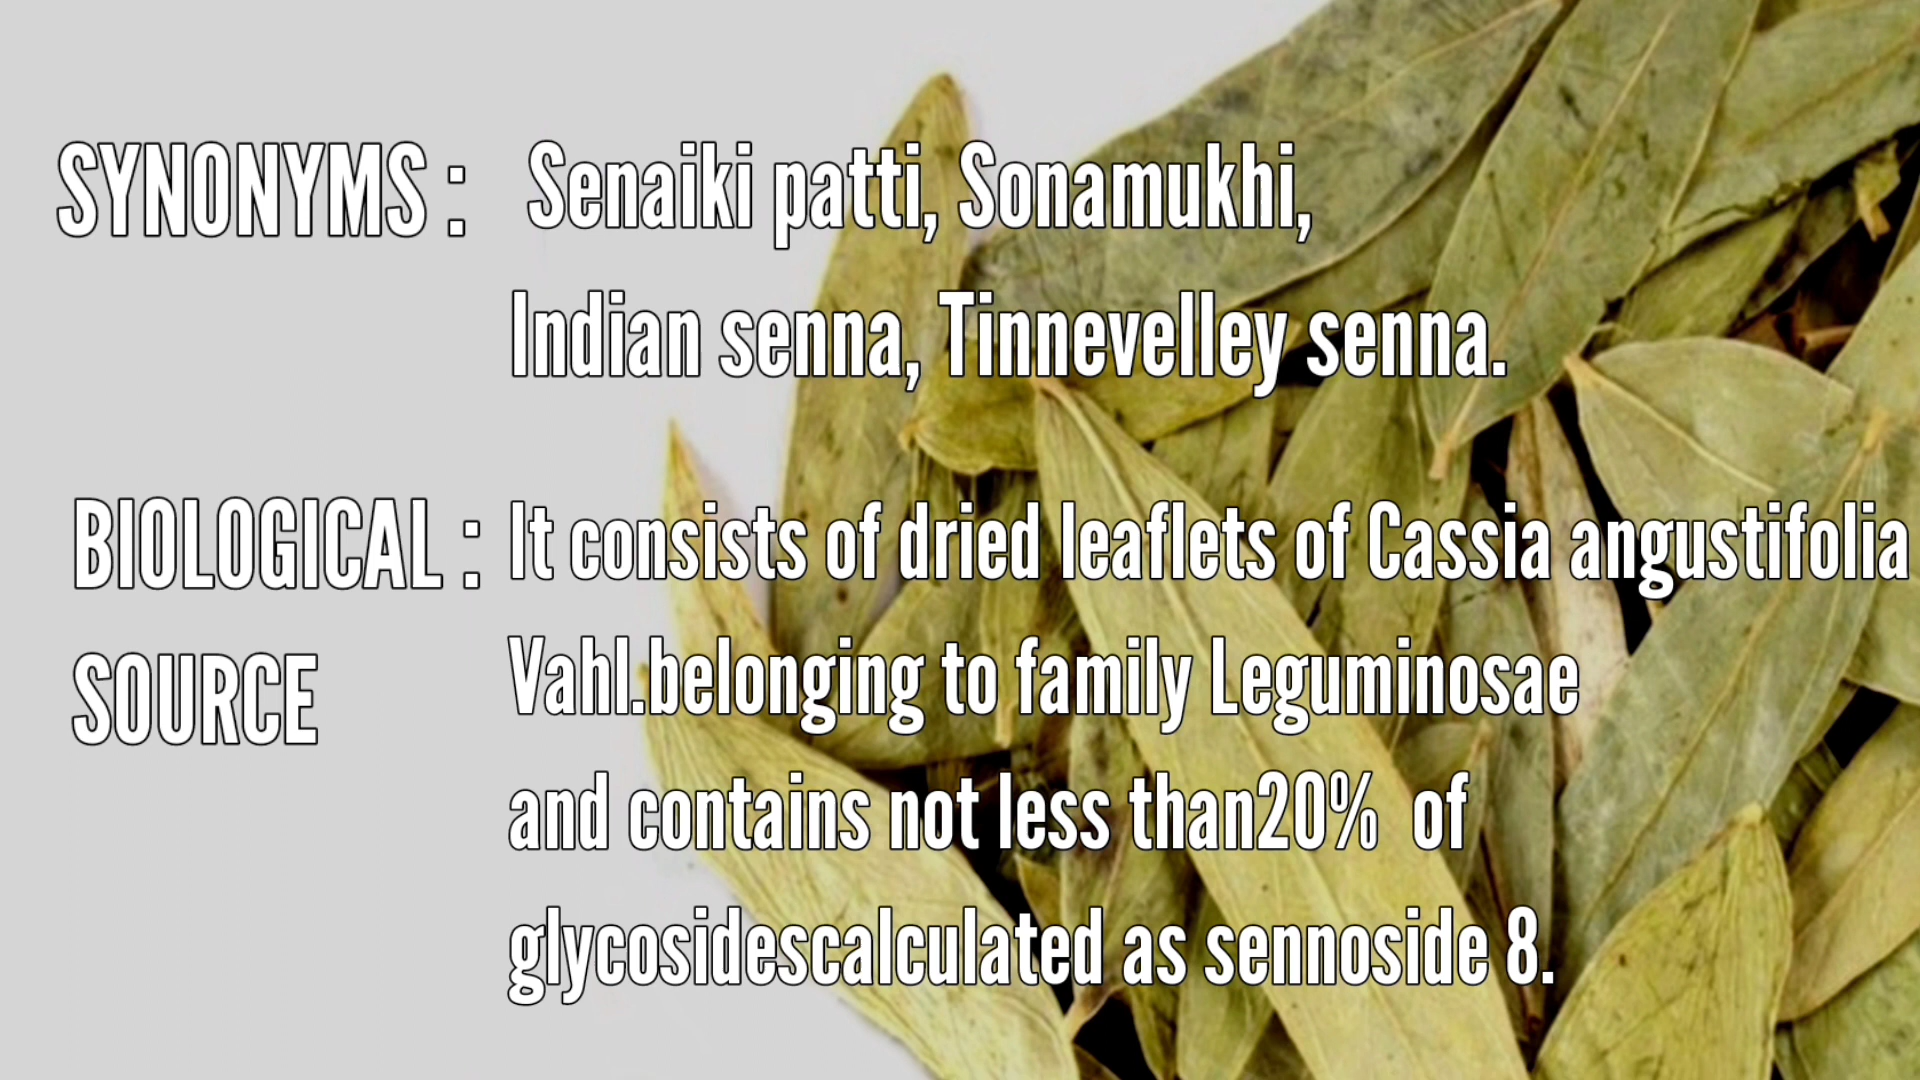 SYNONYMS : Senaiki patti, Sonamukhi,
Indian senna, Tinnevelley senna.
BIOLOGICAL : It consists of dried leaflets of Cassia angustifolia
SOURCE Vahl.belonging to family Leguminosae
and contains not less than20% of
glycosidescalculated as sennoside 8.